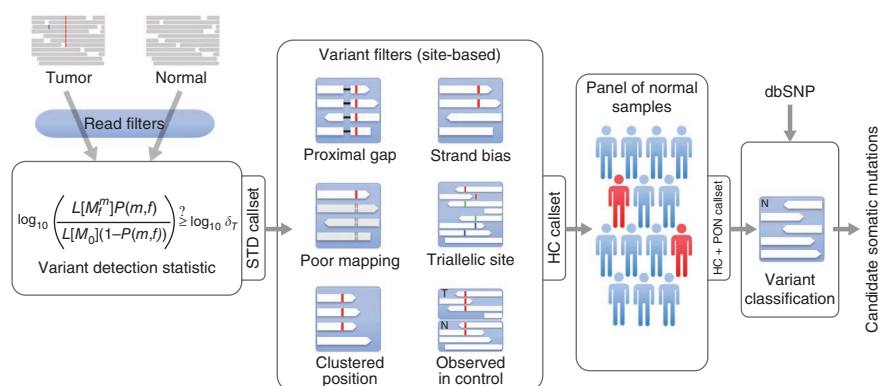 Tumor
Normal
Read filters
log₁₀ ( L[Mᶠᵐ]P(m,f) / L[M₀](1–P(m,f)) ) ≥? log₁₀ δ_T
Variant detection statistic
STD callset
Variant filters (site-based)
Proximal gap
Strand bias
Poor mapping
Triallelic site
Clustered
position
T
N
Observed
in control
HC callset
Panel of normal
samples
HC + PON callset
dbSNP
N
Variant
classification
Candidate somatic mutations